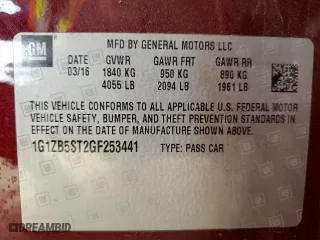 GM
MFD BY GENERAL MOTORS LLC
DATE GVWR GAWR FRT GAWR RR
03/16 1840 KG 950 KG 890 KG
4055 LB 2094 LB 1961 LB
THIS VEHICLE CONFORMS TO ALL APPLICABLE U.S. FEDERAL MOTOR
VEHICLE SAFETY, BUMPER, AND THEFT PREVENTION STANDARDS
IN EFFECT ON THE DATE OF MANUFACTURE SHOWN ABOVE.
1G1ZB5ST2GF253441 TYPE: PASS CAR